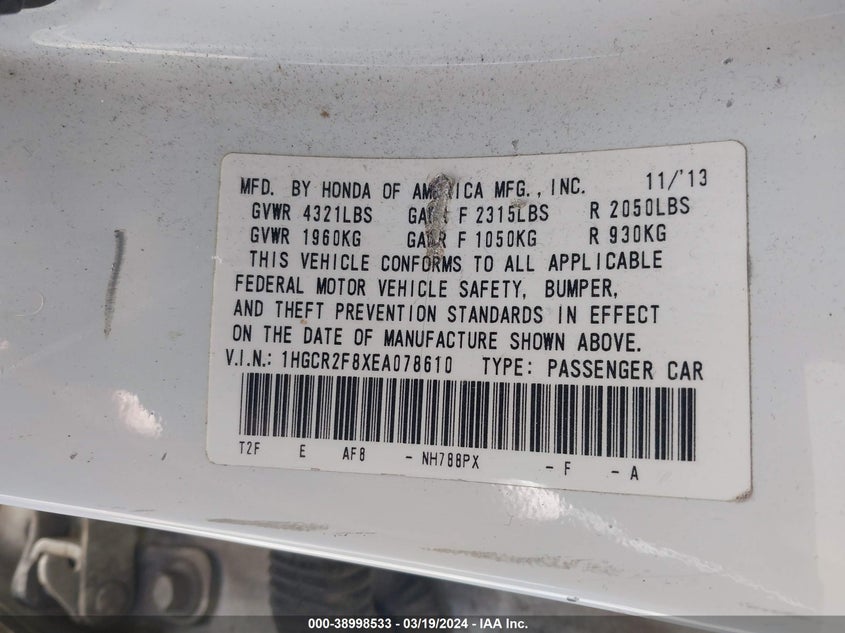 MFD. BY HONDA OF AMERICA MFG., INC. 11/'13
GVWR 4321LBS GAWR F 2315LBS R 2050LBS
GVWR 1960KG GAWR F 1050KG R 930KG
THIS VEHICLE CONFORMS TO ALL APPLICABLE
FEDERAL MOTOR VEHICLE SAFETY, BUMPER,
AND THEFT PREVENTION STANDARDS IN EFFECT
ON THE DATE OF MANUFACTURE SHOWN ABOVE.
V.I.N.: 1HGCR2F8XEA078610 TYPE: PASSENGER CAR
T2F E AF8 - NH788PX - F - A
000-38998533 / 03/19/2024 – IAA Inc.